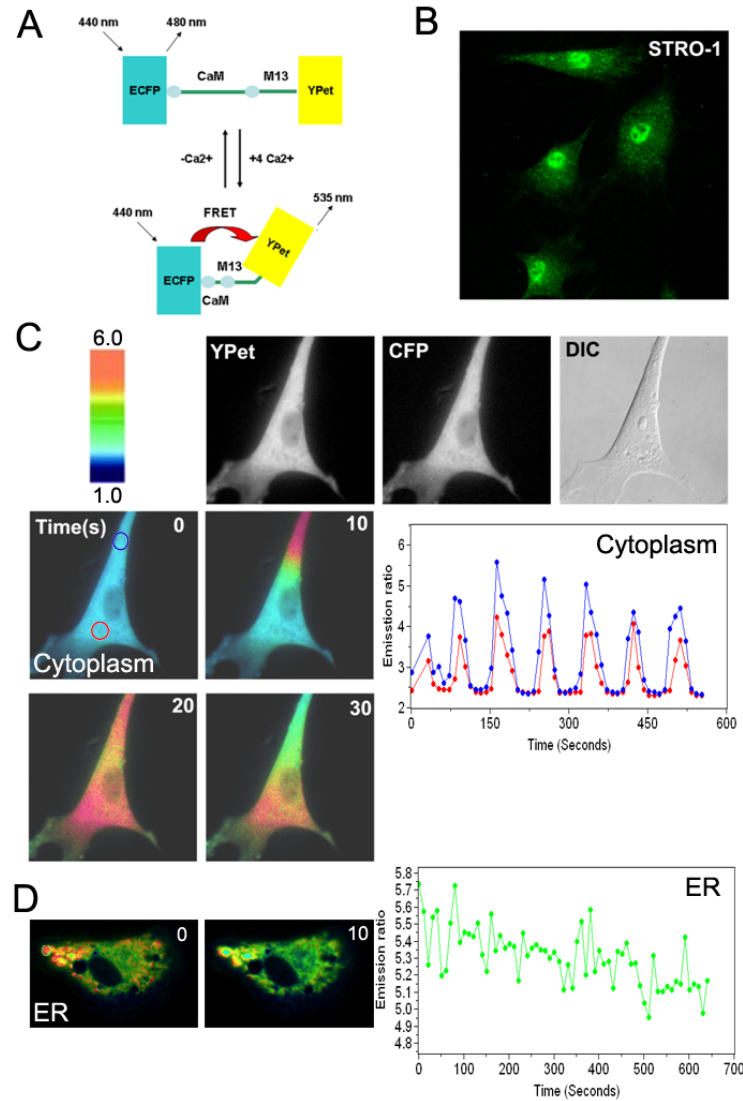 A
440 nm
480 nm
CaM
M13
ECFP
YPet
-Ca2+
+4 Ca2+
440 nm
FRET
535 nm
YPet
M13
ECFP
CaM
B
STRO-1
C
6.0
1.0
YPet
CFP
DIC
Time(s)
0
Cytoplasm
10
20
30
Cytoplasm
Emisstion ratio
6
5
4
3
2
0
150
300
450
600
Time (Seconds)
D
0
ER
10
ER
Emission ratio
5.8
5.7
5.6
5.5
5.4
5.3
5.2
5.1
5.0
4.9
4.8
0
100
200
300
400
500
600
700
Time (Seconds)